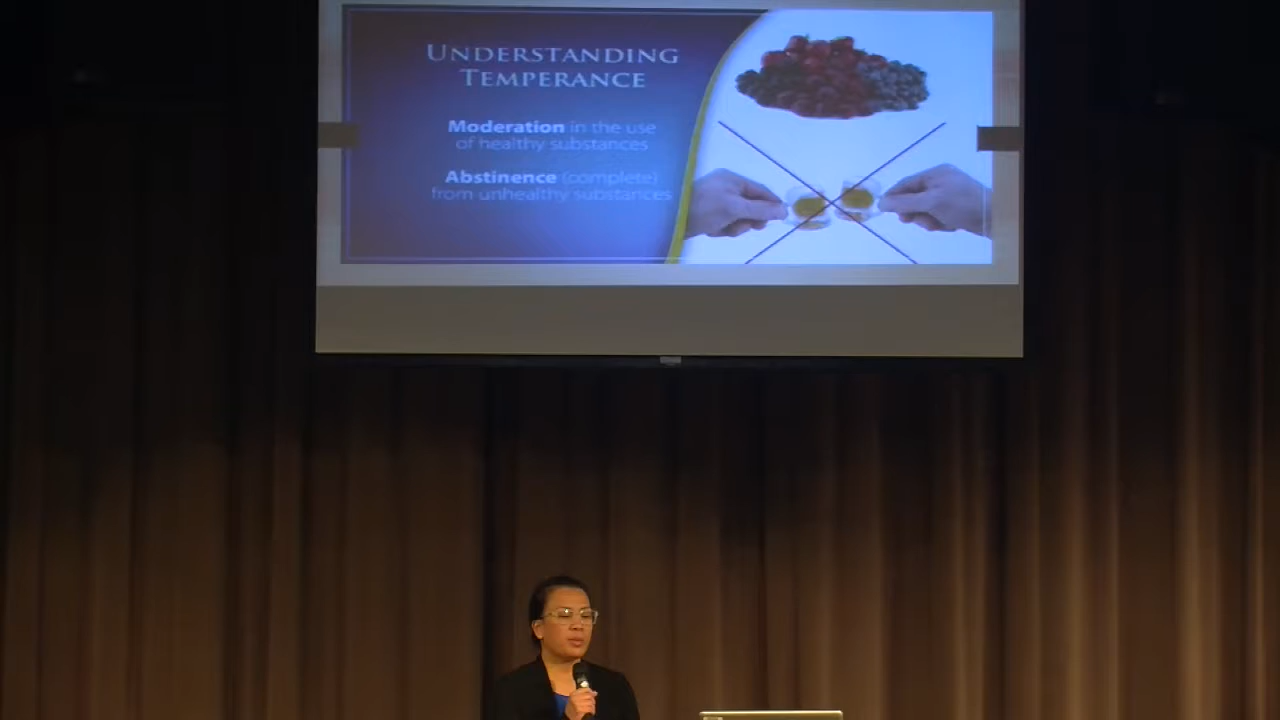 UNDERSTANDING
TEMPERANCE
Moderation in the use
of healthy substances
Abstinence (complete)
from unhealthy substances